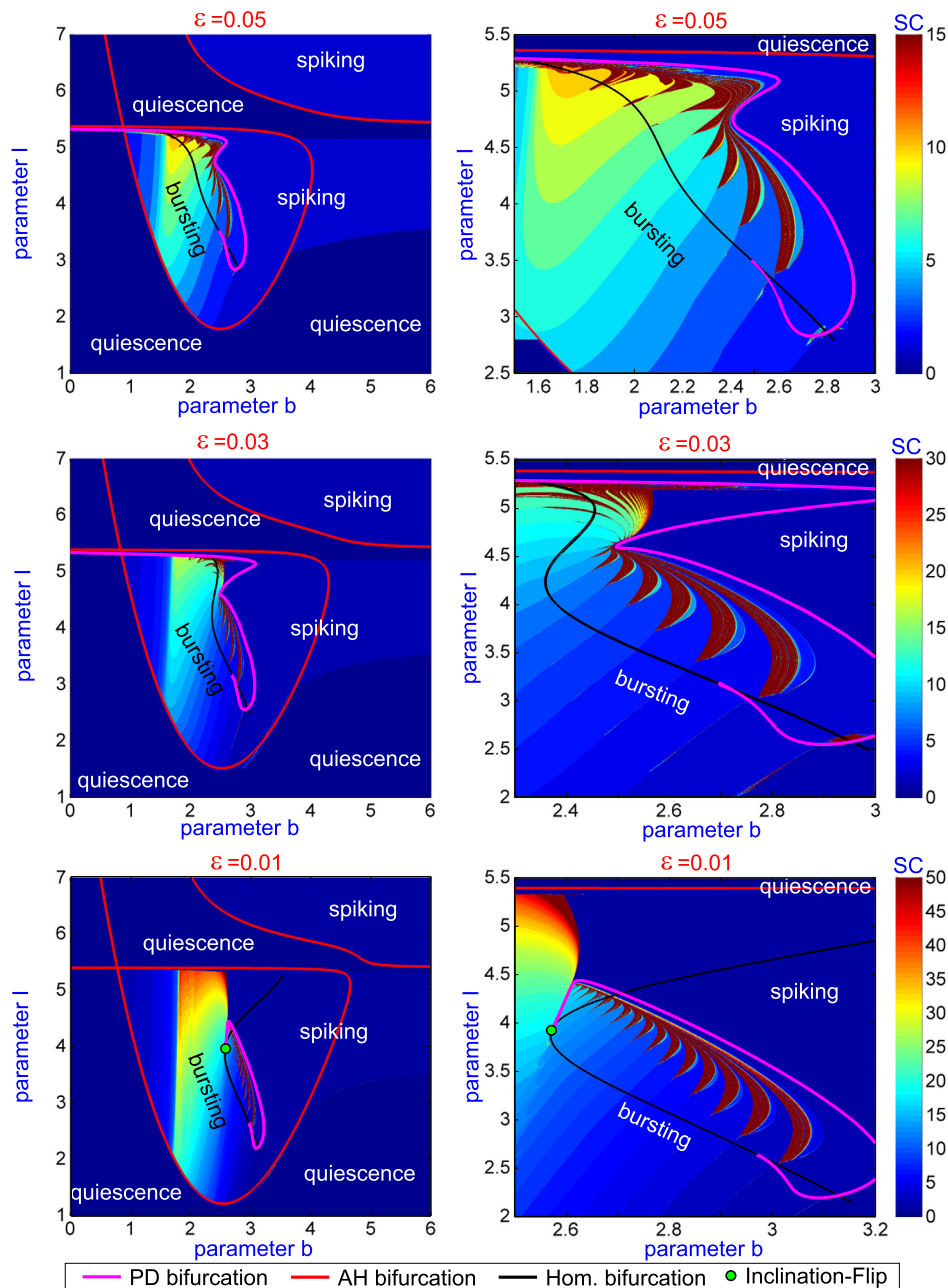 ε =0.05
7
6
5
4
3
2
1
0 1 2 3 4 5 6
parameter I
parameter b
spiking
quiescence
spiking
bursting
quiescence
quiescence
ε =0.05
5.5
5
4.5
4
3.5
3
2.5
1.6 1.8 2 2.2 2.4 2.6 2.8 3
parameter I
parameter b
quiescence
spiking
bursting
SC
15
10
5
0
ε =0.03
7
6
5
4
3
2
1
0 1 2 3 4 5 6
parameter I
parameter b
spiking
quiescence
spiking
bursting
quiescence
quiescence
ε =0.03
5.5
5
4.5
4
3.5
3
2.5
2
2.4 2.6 2.8 3
parameter I
parameter b
quiescence
spiking
bursting
SC
30
25
20
15
10
5
0
ε =0.01
7
6
5
4
3
2
1
0 1 2 3 4 5 6
parameter I
parameter b
spiking
quiescence
spiking
bursting
quiescence
quiescence
ε =0.01
5.5
5
4.5
4
3.5
3
2.5
2
2.6 2.8 3 3.2
parameter I
parameter b
quiescence
spiking
bursting
SC
50
45
40
35
30
25
20
15
10
5
0
PD bifurcation AH bifurcation Hom. bifurcation Inclination-Flip